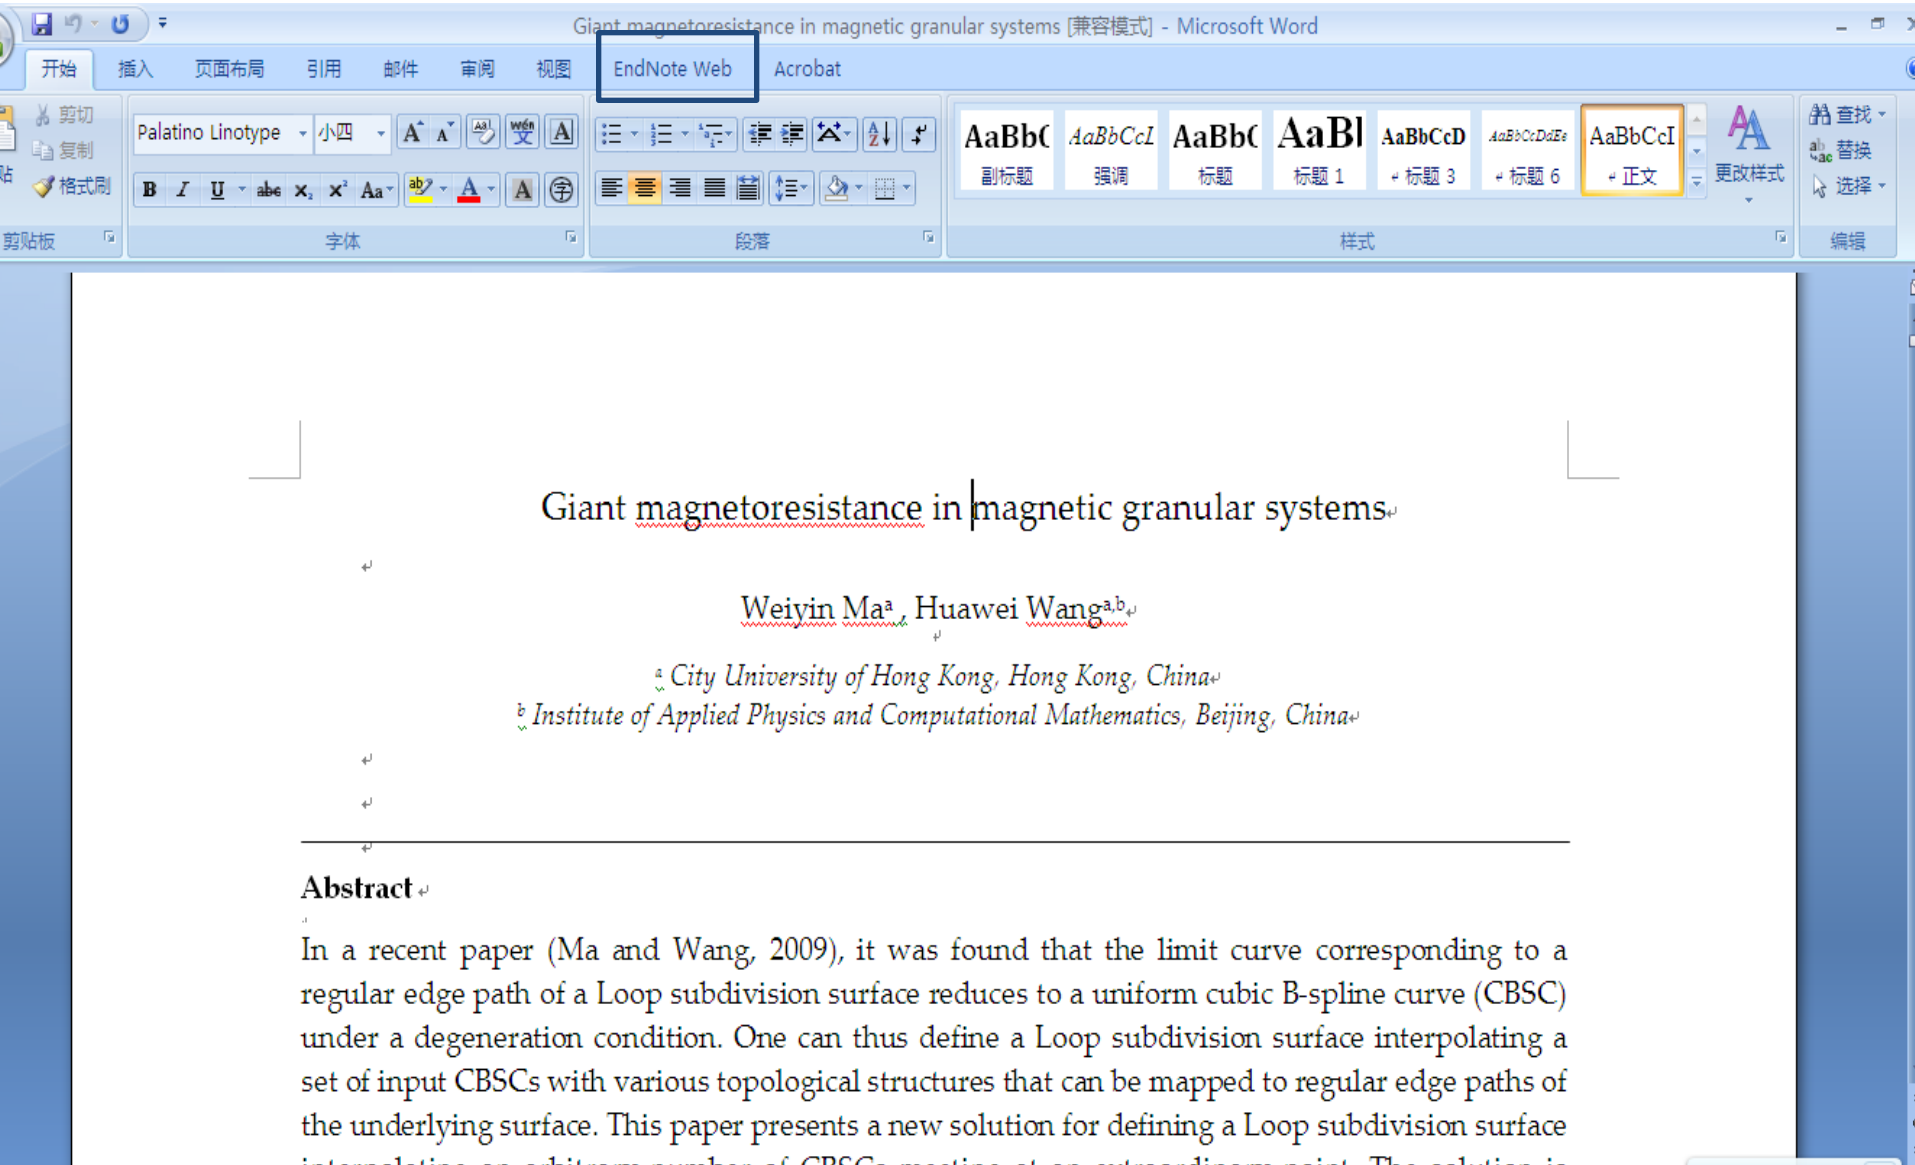 Giant magnetoresistance in magnetic granular systems [兼容模式] - Microsoft Word
开始 插入 页面布局 引用 邮件 审阅 视图 EndNote Web Acrobat
剪切
复制
贴
格式刷
剪贴板
Palatino Linotype 小四
B I U abc x₂ x² Aa
字体
段落
AaBb( AaBbCcI AaBb( AaBl AaBbCcD AaBbCcDdEe AaBbCcI
副标题 强调 标题 标题 1 标题 3 标题 6 正文
更改样式
样式
查找
替换
选择
编辑
Giant magnetoresistance in magnetic granular systems
Weiyin Maᵃ , Huawei Wangᵃ,ᵇ
ᵃ City University of Hong Kong, Hong Kong, China
ᵇ Institute of Applied Physics and Computational Mathematics, Beijing, China
Abstract
In a recent paper (Ma and Wang, 2009), it was found that the limit curve corresponding to a
regular edge path of a Loop subdivision surface reduces to a uniform cubic B-spline curve (CBSC)
under a degeneration condition. One can thus define a Loop subdivision surface interpolating a
set of input CBSCs with various topological structures that can be mapped to regular edge paths of
the underlying surface. This paper presents a new solution for defining a Loop subdivision surface